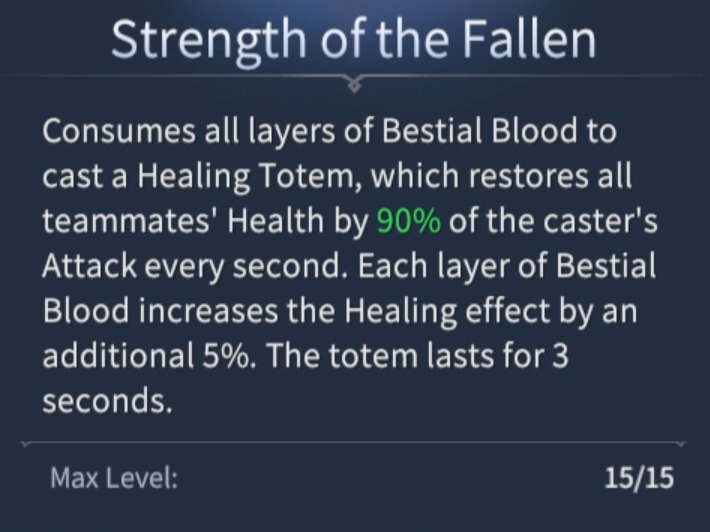 Strength of the Fallen
Consumes all layers of Bestial Blood to
cast a Healing Totem, which restores all
teammates' Health by 90% of the caster's
Attack every second. Each layer of Bestial
Blood increases the Healing effect by an
additional 5%. The totem lasts for 3
seconds.
Max Level: 15/15